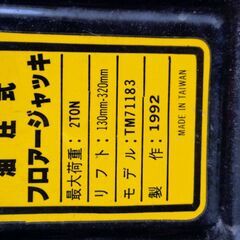 油圧式
フロアージャッキ
最大荷重：2TON
リフト：130mm-320mm
モデル：TM71183
製作：1992
MADE IN TAIWAN